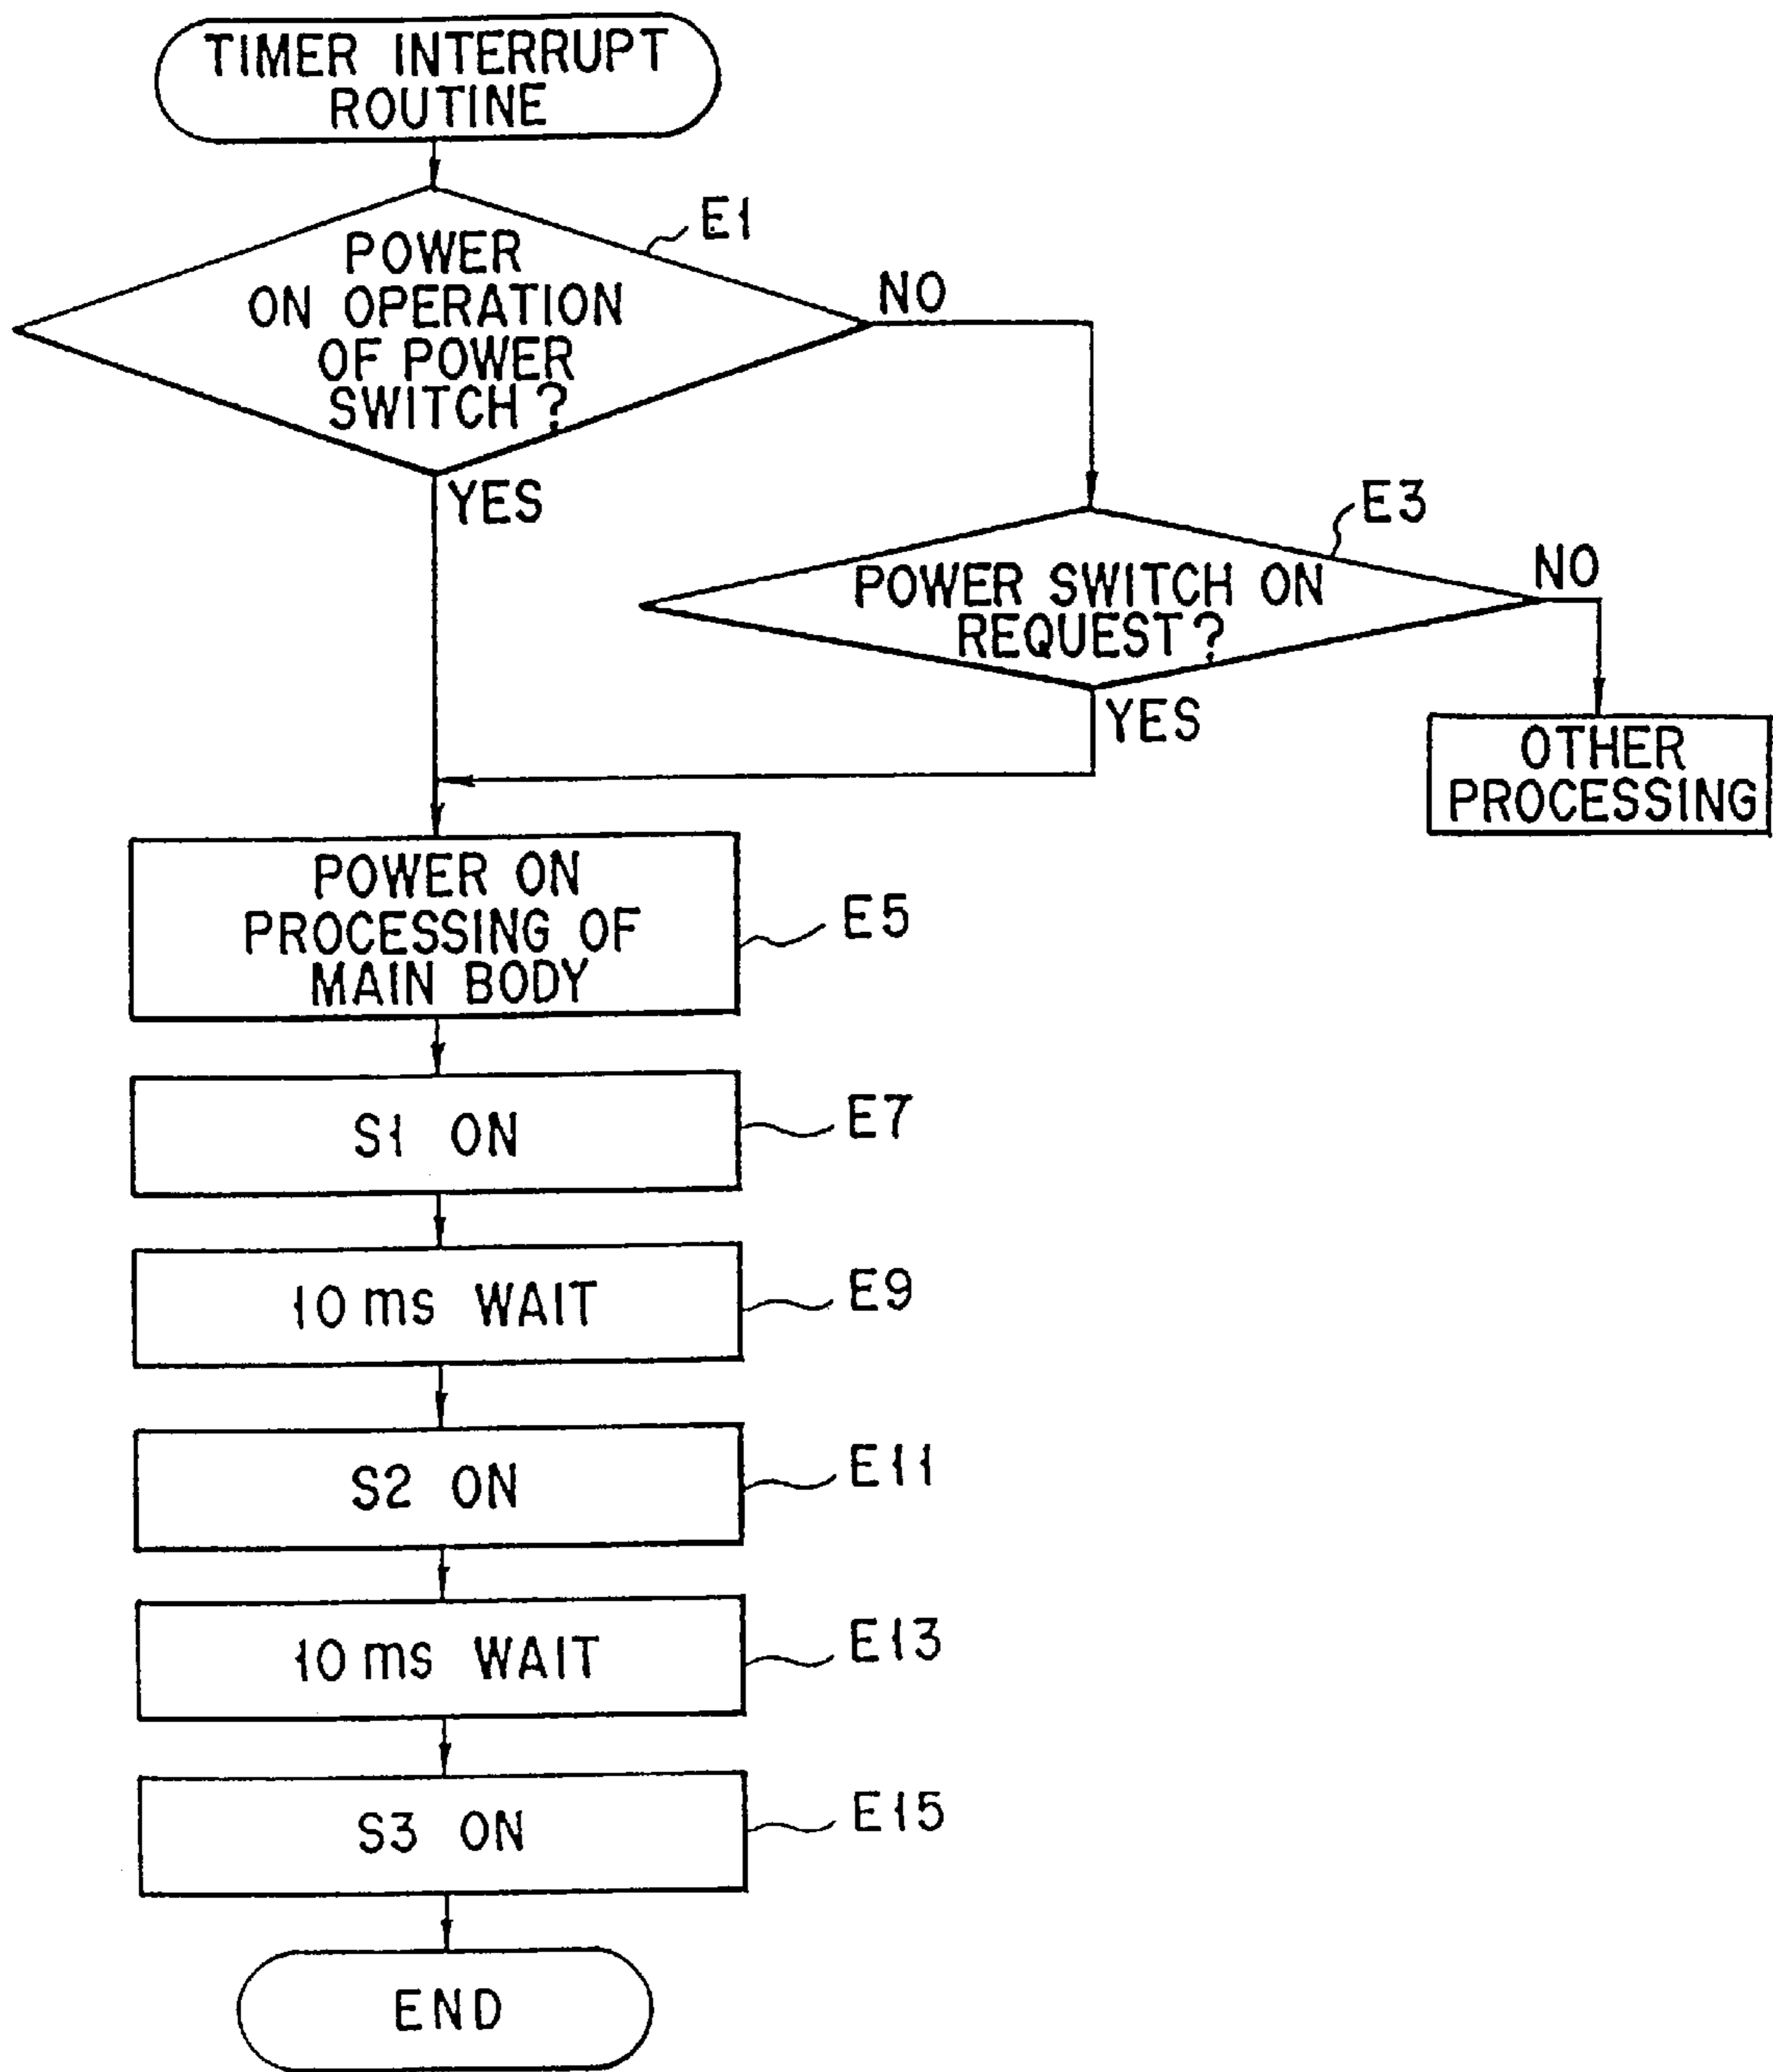 TIMER INTERRUPT
ROUTINE
E1
POWER
ON OPERATION
OF POWER
SWITCH?
NO
YES
E3
POWER SWITCH ON
REQUEST?
NO
YES
OTHER
PROCESSING
POWER ON
PROCESSING OF
MAIN BODY
E5
S1 ON
E7
10 ms WAIT
E9
S2 ON
E11
10 ms WAIT
E13
S3 ON
E15
END